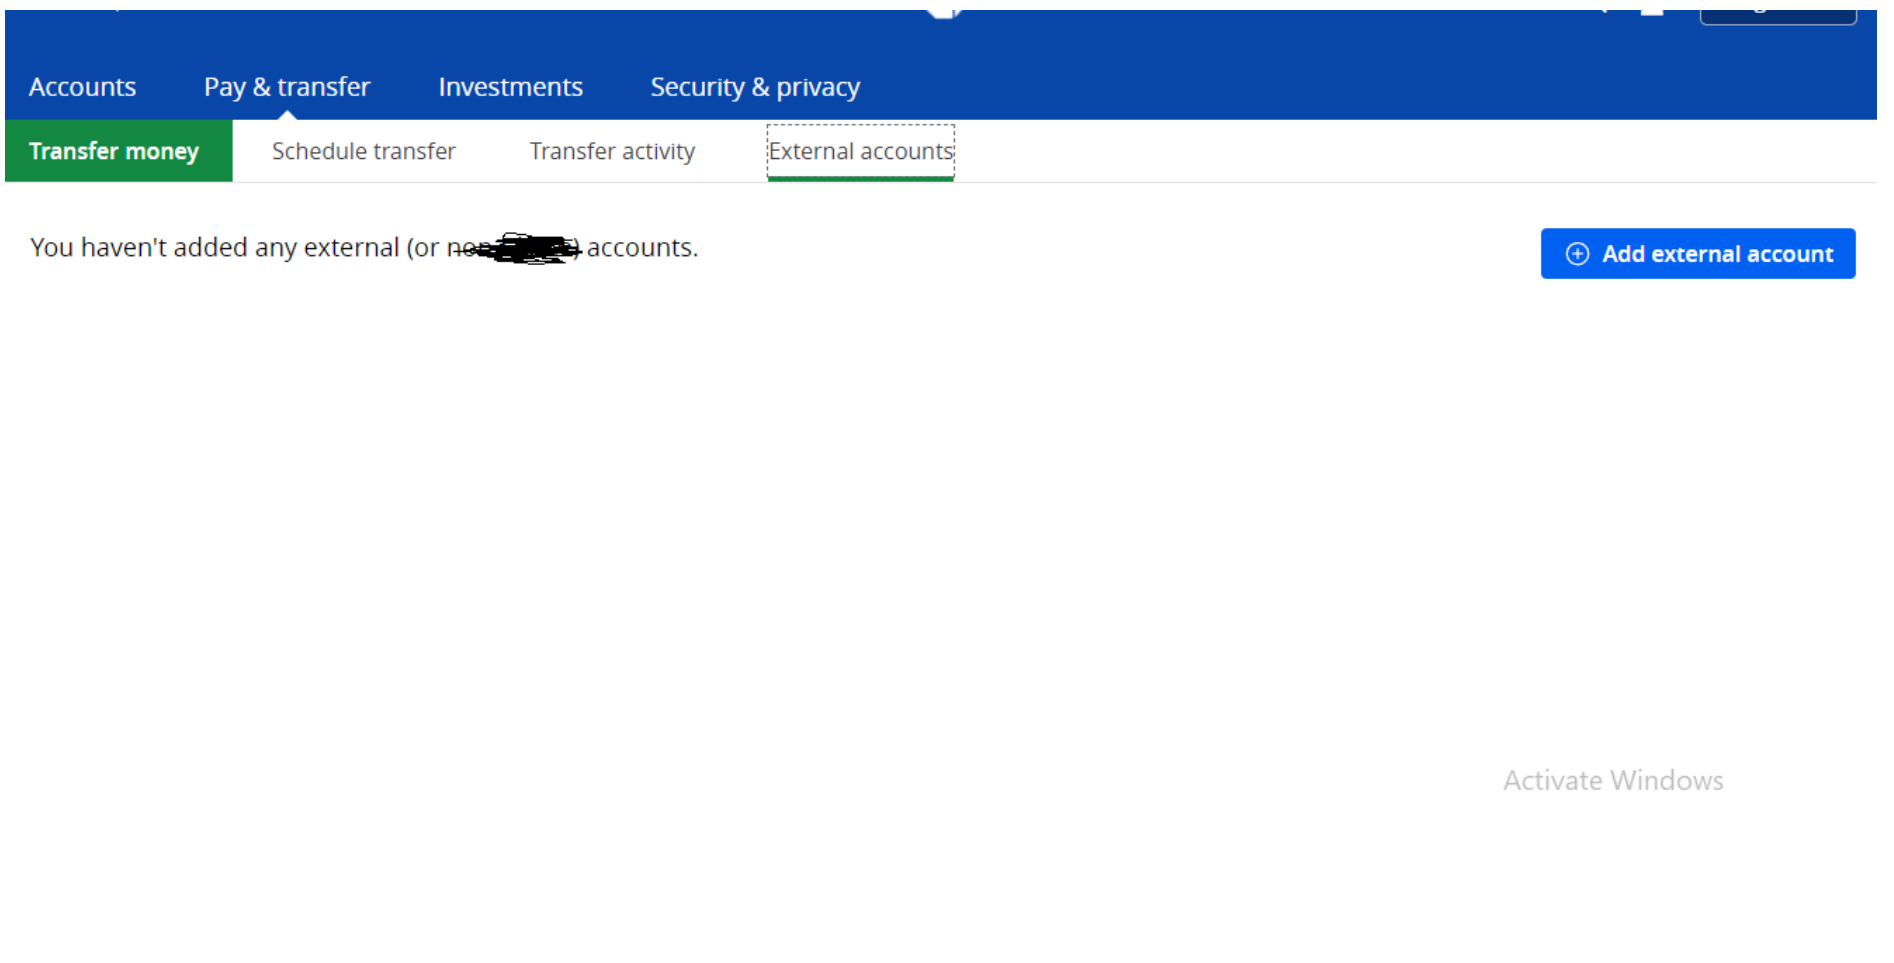 Accounts Pay & transfer Investments Security & privacy
Transfer money Schedule transfer Transfer activity External accounts
You haven't added any external (or accounts.
Add external account
Activate Windows